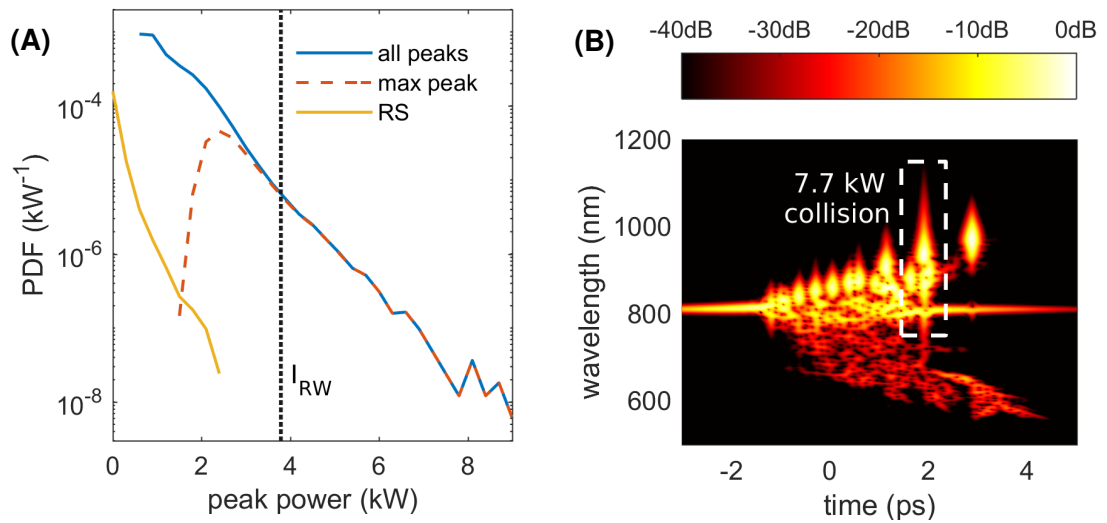 (A)
all peaks
max peak
RS
10⁻⁴
10⁻⁶
10⁻⁸
PDF (kW⁻¹)
I_RW
0 2 4 6 8
peak power (kW)
(B)
-40dB -30dB -20dB -10dB 0dB
1200
1000
800
600
wavelength (nm)
7.7 kW
collision
-2 0 2 4
time (ps)